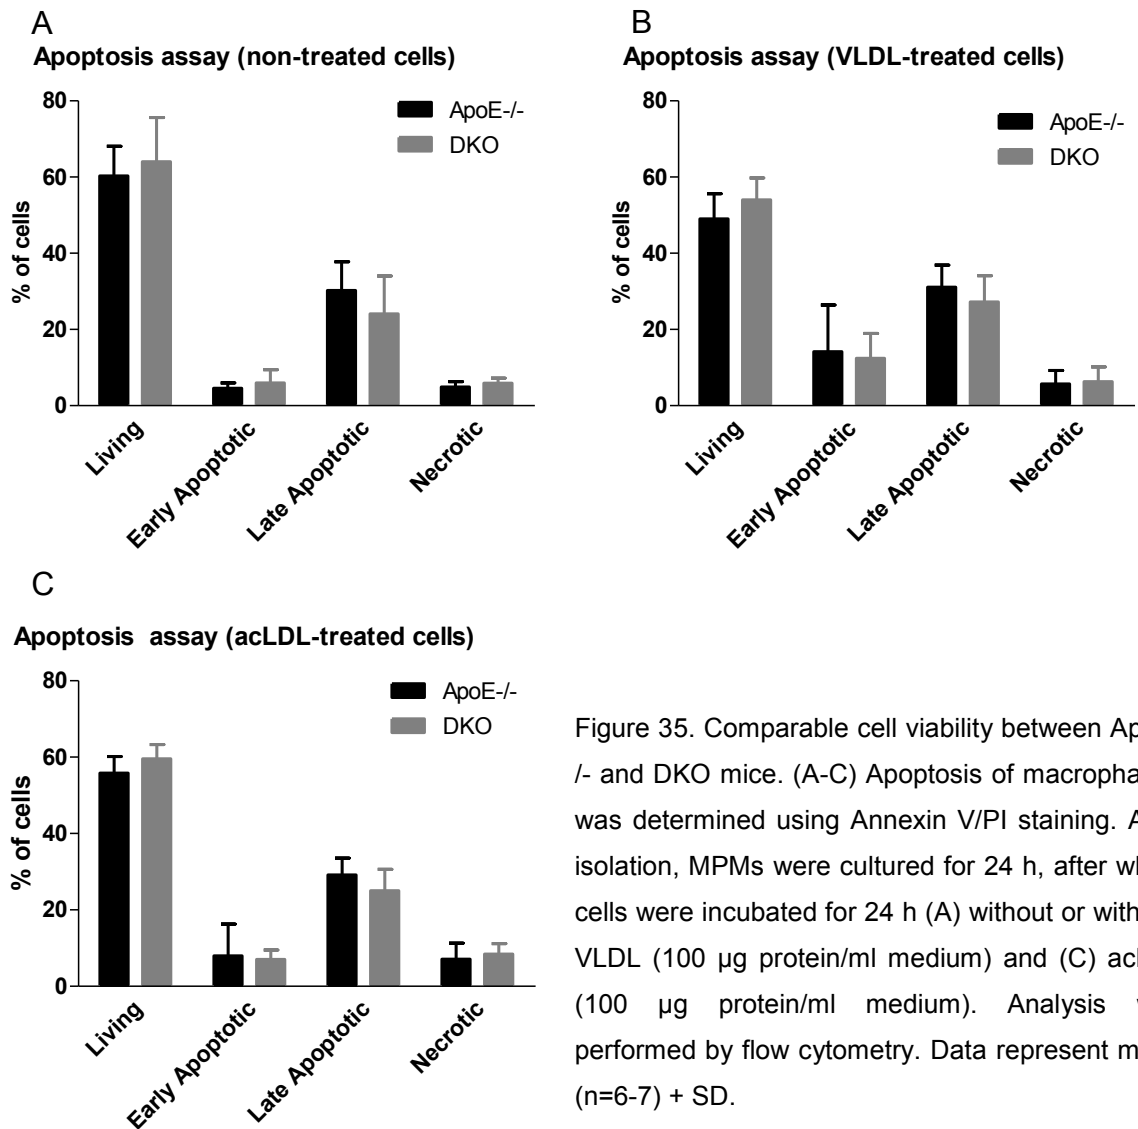 A
Apoptosis assay (non-treated cells)
ApoE-/-
DKO
% of cells
80
60
40
20
0
Living
Early Apoptotic
Late Apoptotic
Necrotic
B
Apoptosis assay (VLDL-treated cells)
ApoE-/-
DKO
% of cells
80
60
40
20
0
Living
Early Apoptotic
Late Apoptotic
Necrotic
C
Apoptosis assay (acLDL-treated cells)
ApoE-/-
DKO
% of cells
80
60
40
20
0
Living
Early Apoptotic
Late Apoptotic
Necrotic
Figure 35. Comparable cell viability between
/- and DKO mice. (A-C) Apoptosis of
was determined using Annexin V/PI staining.
isolation, MPMs were cultured for 24 h, after
cells were incubated for 24 h (A) without or
VLDL (100 µg protein/ml medium) and (C)
(100 µg protein/ml medium). Analysis
performed by flow cytometry. Data represent
(n=6-7) + SD.